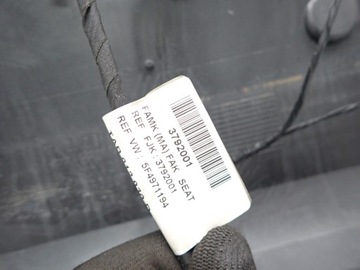 3792001
FAMK(MA)FAK SEAT
REF FJK: 3792001
REF VW: 5F4971194